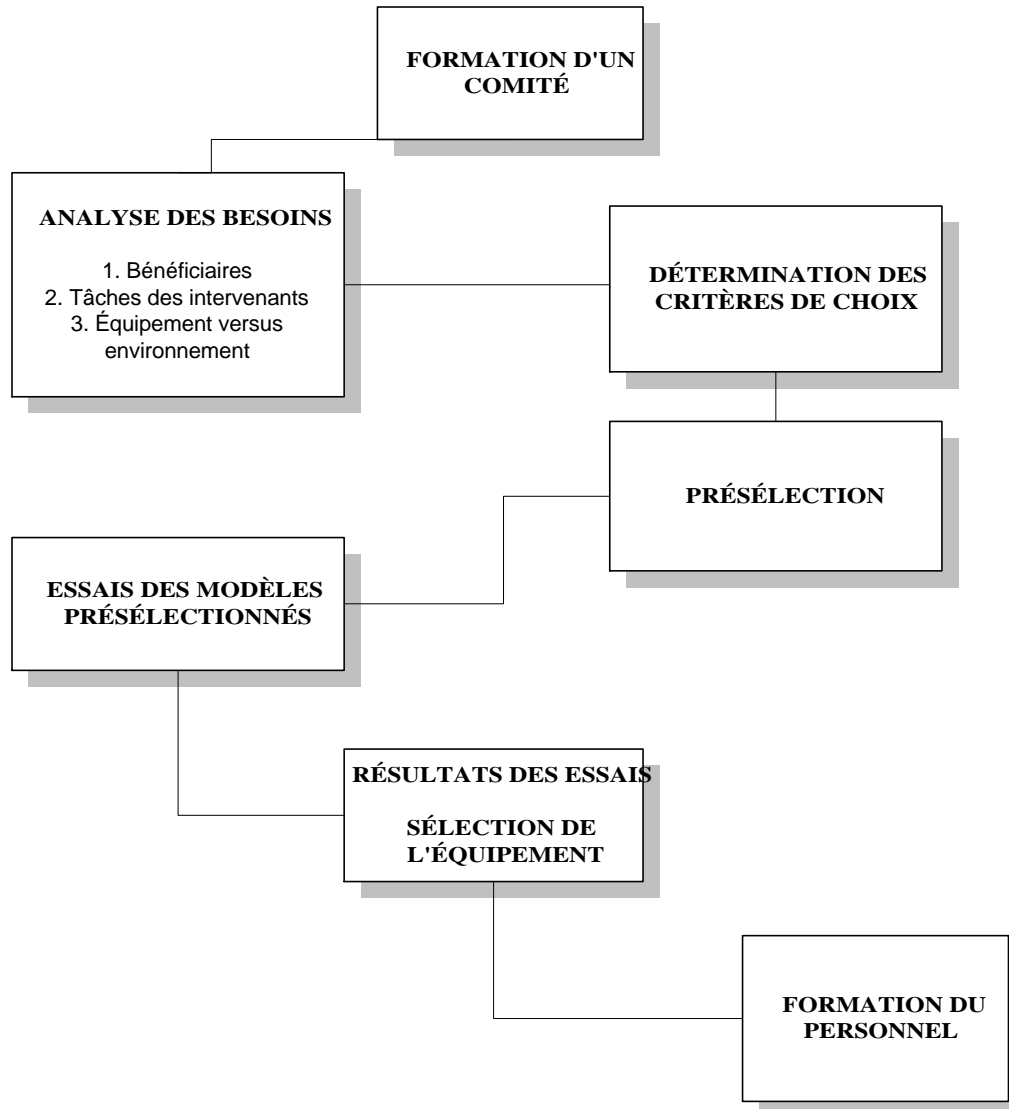 FORMATION D'UN
COMITÉ
ANALYSE DES BESOINS
1. Bénéficiaires
2. Tâches des intervenants
3. Équipement versus
environnement
DÉTERMINATION DES
CRITÈRES DE CHOIX
PRÉSÉLECTION
ESSAIS DES MODÈLES
PRÉSÉLECTIONNÉS
RÉSULTATS DES ESSAIS
SÉLECTION DE
L'ÉQUIPEMENT
FORMATION DU
PERSONNEL